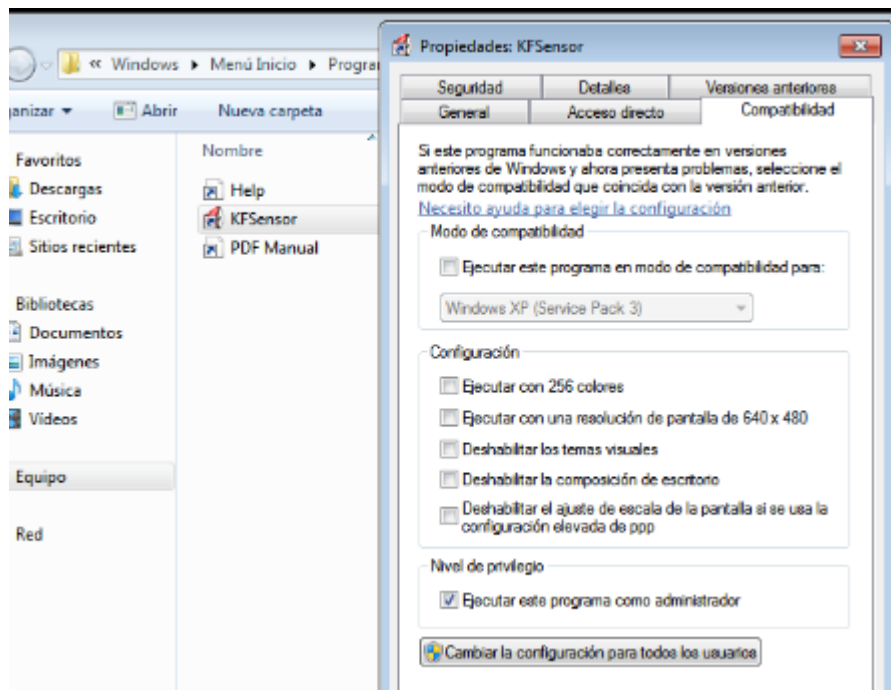 Propiedades: KFSensor
« Windows ▸ Menú Inicio ▸
Abrir Nueva carpeta
Favoritos
Descargas
Escritorio
Sitios recientes
Bibliotecas
Documentos
Imágenes
Música
Vídeos
Equipo
Red
Nombre
Help
KFSensor
PDF Manual
Seguridad Detalles Versiones anteriores
General Acceso directo Compatibilidad
Si este programa funcionaba correctamente en versiones
anteriores de Windows y ahora presenta problemas, seleccione el
modo de compatibilidad que coincida con la versión anterior.
Necesito ayuda para elegir la configuración
Modo de compatibilidad
Ejecutar este programa en modo de compatibilidad para:
Windows XP (Service Pack 3)
Configuración
Ejecutar con 256 colores
Ejecutar con una resolución de pantalla de 640 x 480
Deshabilitar los temas visuales
Deshabilitar la composición de escritorio
Deshabilitar el ajuste de escala de la pantalla si se usa la
configuración elevada de ppp
Nivel de privilegio
Ejecutar este programa como administrador
Cambiar la configuración para todos los usuarios